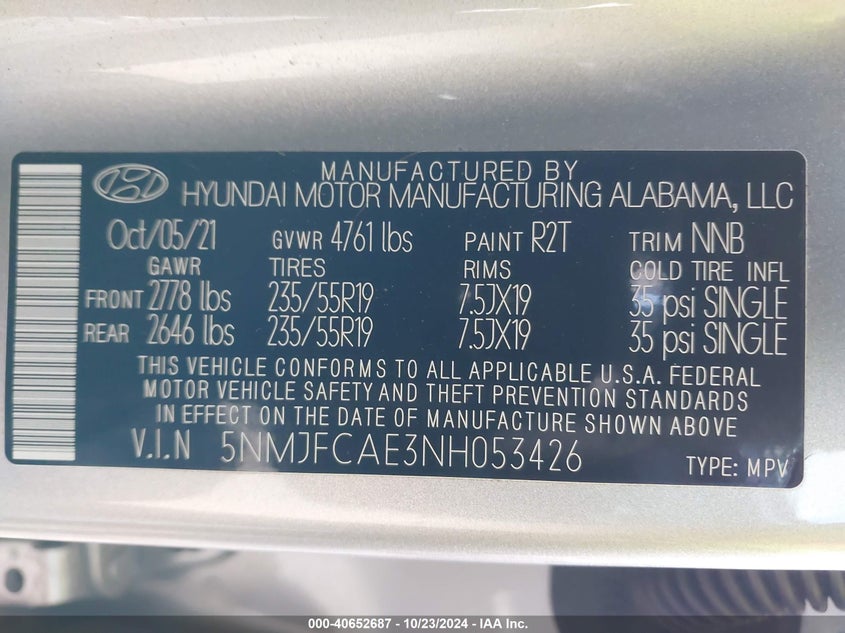 MANUFACTURED BY
HYUNDAI MOTOR MANUFACTURING ALABAMA, LLC
Oct/05/21 GVWR 4761 lbs PAINT R2T TRIM NNB
GAWR TIRES RIMS COLD TIRE INFL
FRONT 2778 lbs 235/55R19 7.5JX19 35 psi SINGLE
REAR 2646 lbs 235/55R19 7.5JX19 35 psi SINGLE
THIS VEHICLE CONFORMS TO ALL APPLICABLE U.S.A. FEDERAL
MOTOR VEHICLE SAFETY AND THEFT PREVENTION STANDARDS
IN EFFECT ON THE DATE OF MANUFACTURE SHOWN ABOVE
V.I.N 5NMJFCAE3NH053426 TYPE: MPV
000-40652687 - 10/23/2024 - IAA Inc.